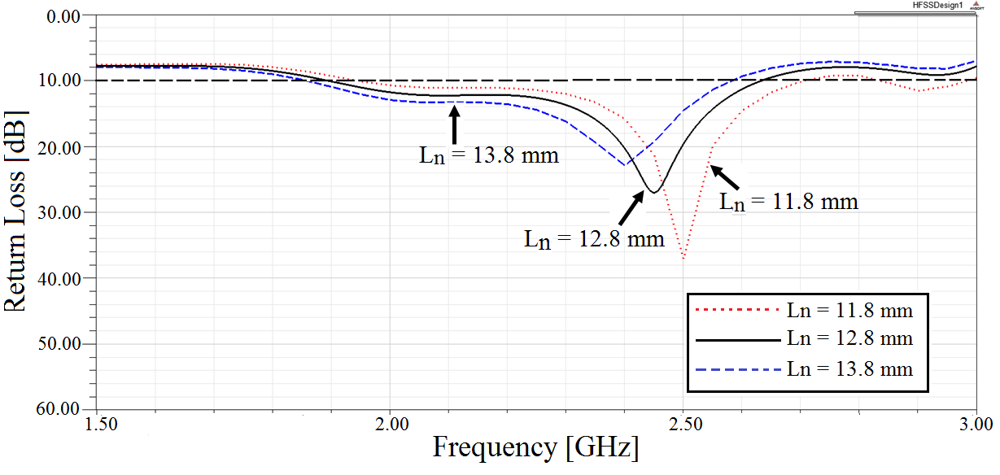 HFSSDesign1
ANSOFT
0.00
10.00
20.00
30.00
40.00
50.00
60.00
Return Loss [dB]
Ln = 13.8 mm
Ln = 11.8 mm
Ln = 12.8 mm
Ln = 11.8 mm
Ln = 12.8 mm
Ln = 13.8 mm
1.50
2.00
2.50
3.00
Frequency [GHz]